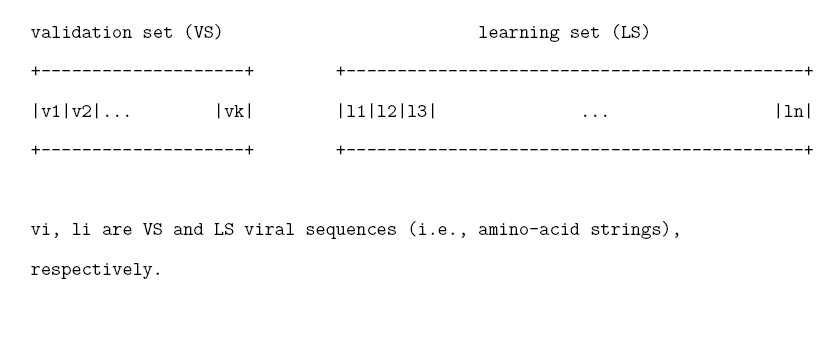 validation set (VS)                         learning set (LS)
+--------------------+        +---------------------------------------------+
|v1|v2|...        |vk|        |l1|l2|l3|              ...                |ln|
+--------------------+        +---------------------------------------------+
vi, li are VS and LS viral sequences (i.e., amino-acid strings),
respectively.